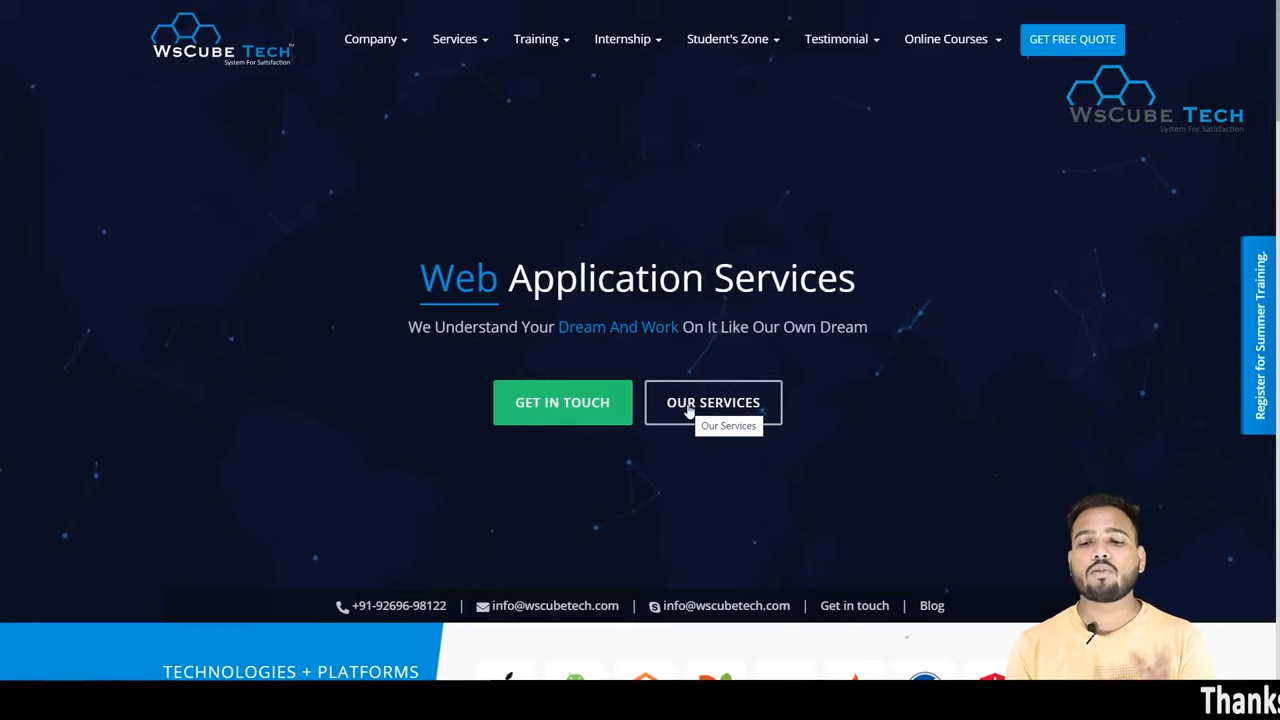 WSCUBE TECH
System For Satisfaction
Company Services Training Internship Student's Zone Testimonial Online Courses GET FREE QUOTE
WSCUBE TECH
System For Satisfaction
Register for Summer Training.
Web Application Services
We Understand Your Dream And Work On It Like Our Own Dream
GET IN TOUCH OUR SERVICES
Our Services
+91-92696-98122 | info@wscubetech.com | info@wscubetech.com | Get in touch | Blog
TECHNOLOGIES + PLATFORMS